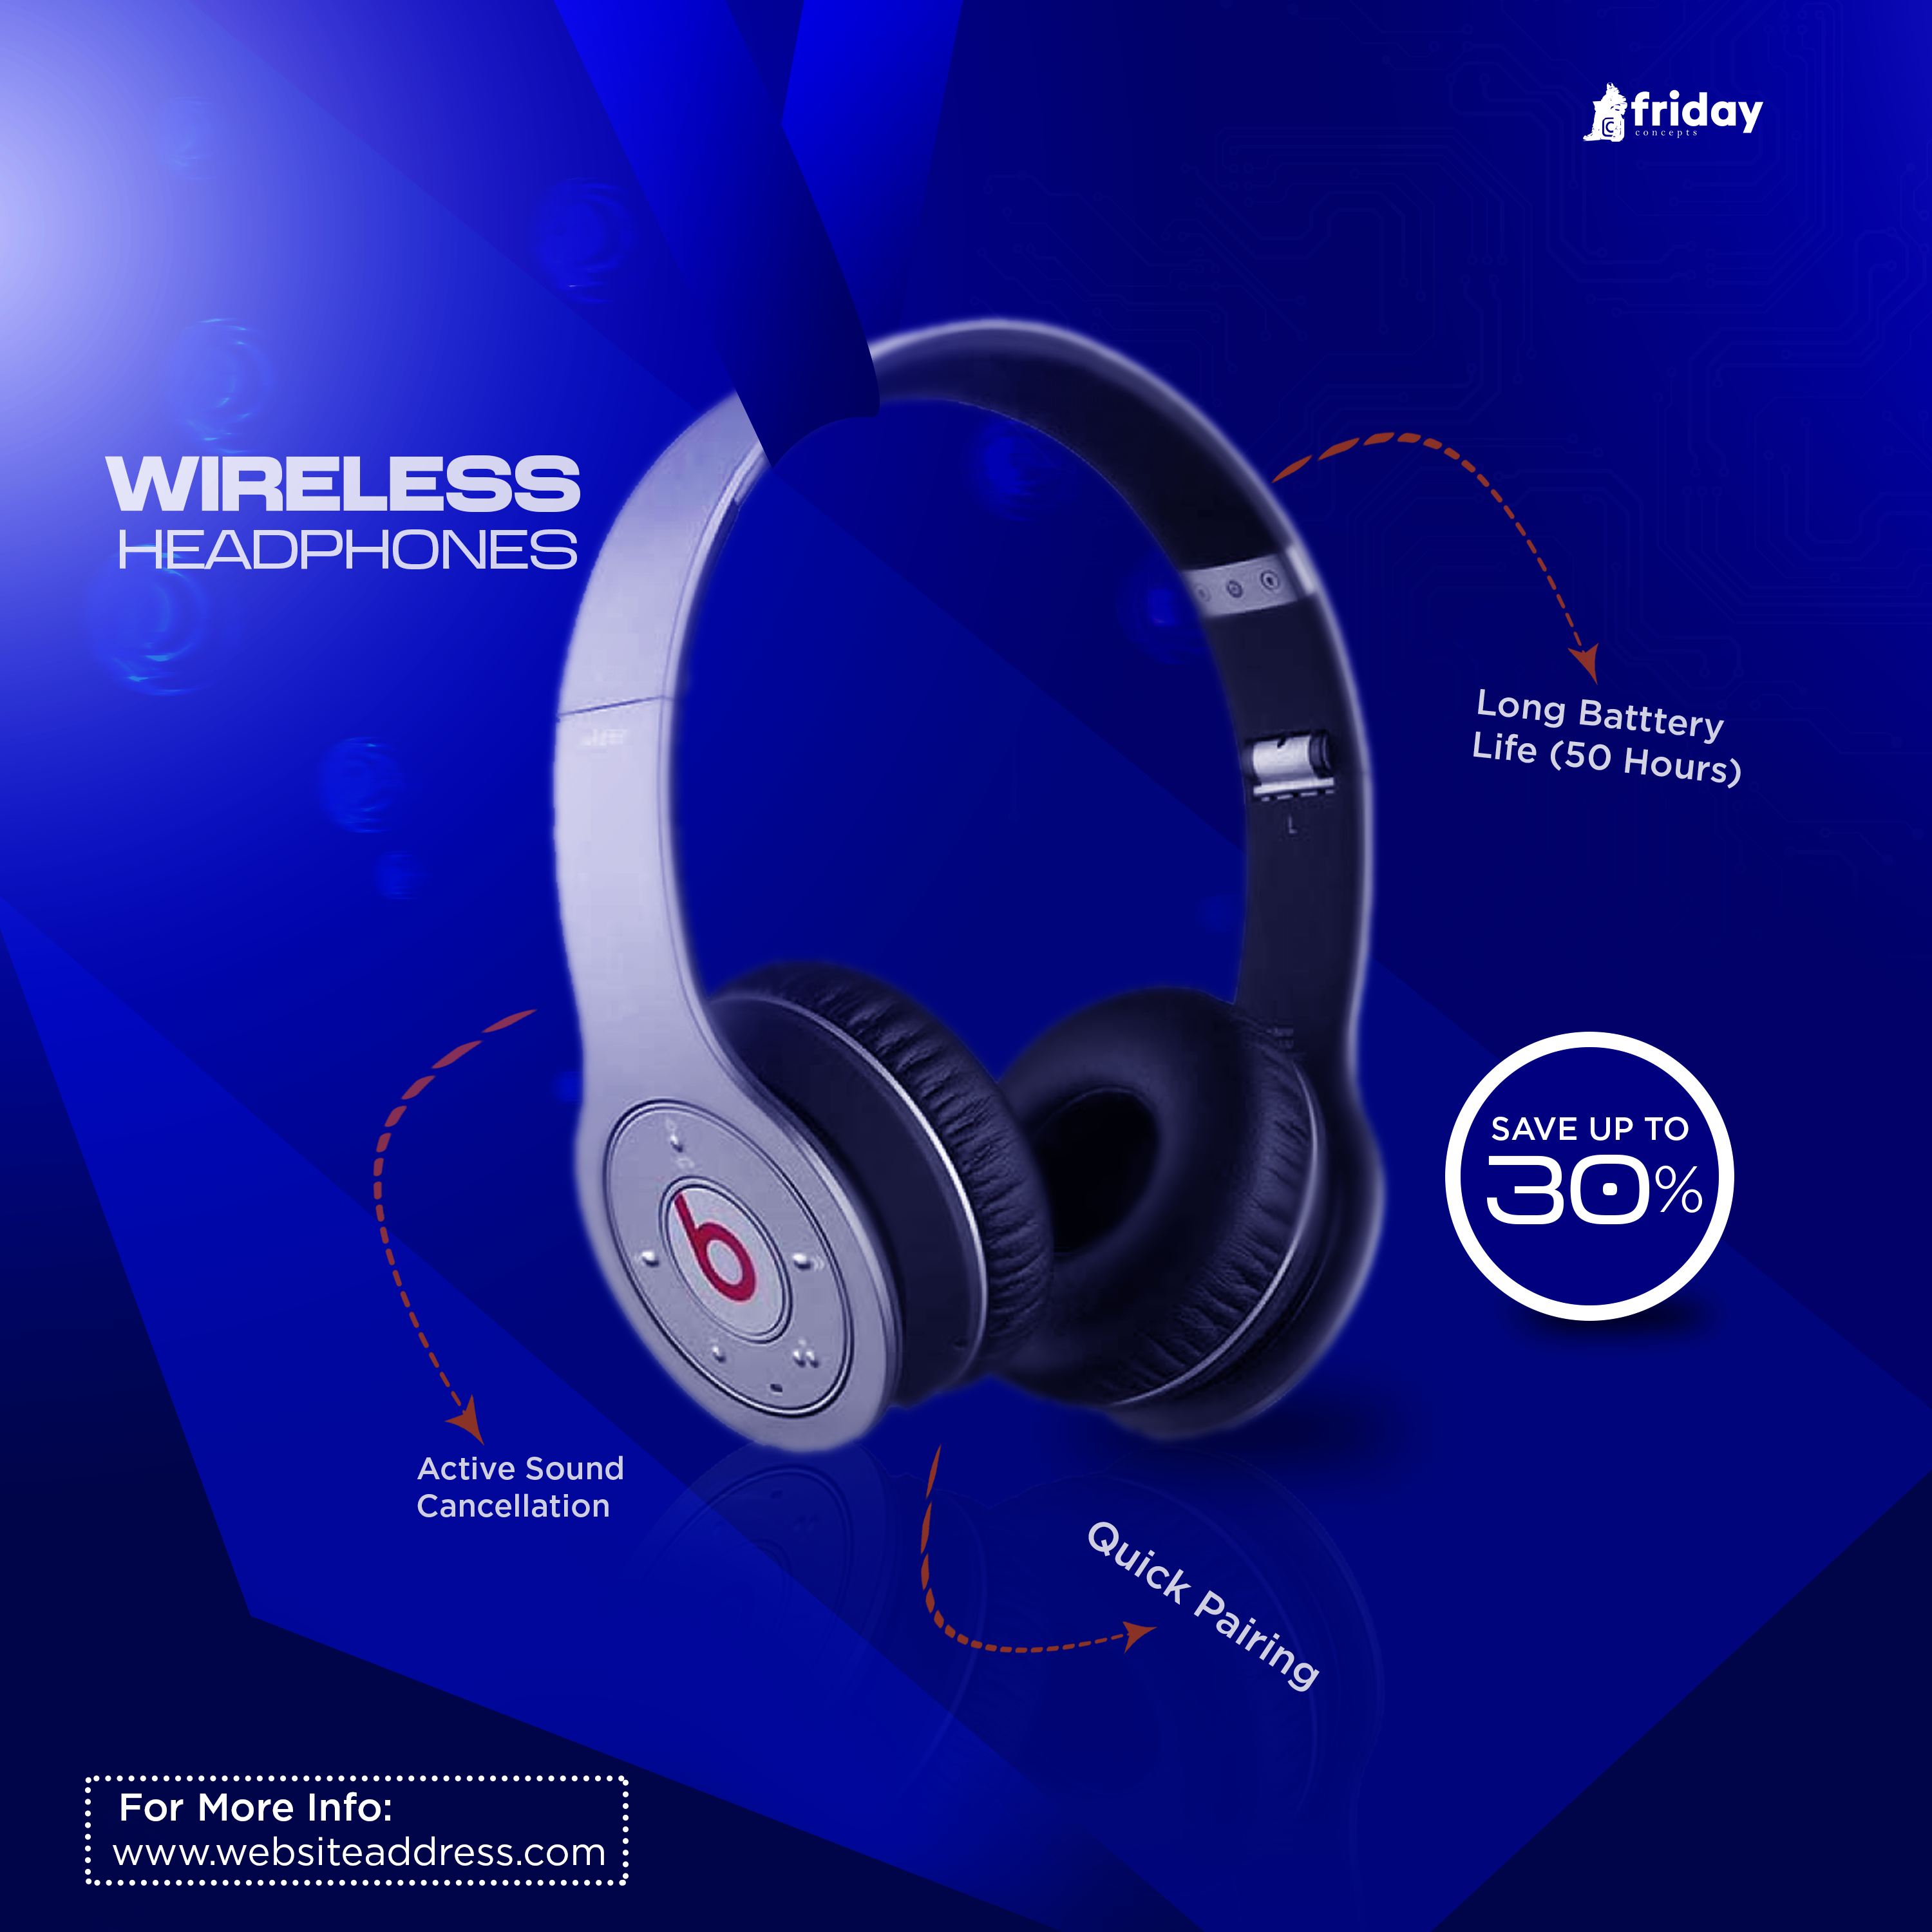 friday
concepts
WIRELESS
HEADPHONES
Long Batttery
Life (50 Hours)
L
SAVE UP TO
30%
b
Active Sound
Cancellation
Quick Pairing
For More Info:
www.websiteaddress.com